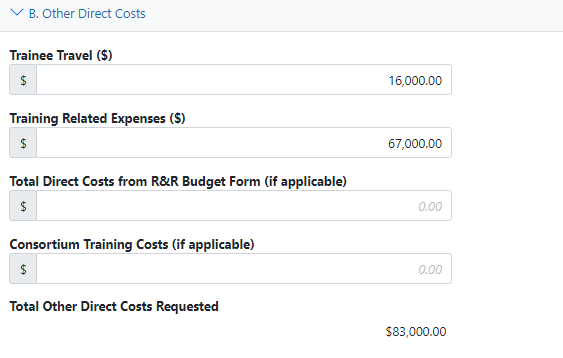 B. Other Direct Costs
Trainee Travel ($)
$ 16,000.00
Training Related Expenses ($)
$ 67,000.00
Total Direct Costs from R&R Budget Form (if applicable)
$ 0.00
Consortium Training Costs (if applicable)
$ 0.00
Total Other Direct Costs Requested
$83,000.00